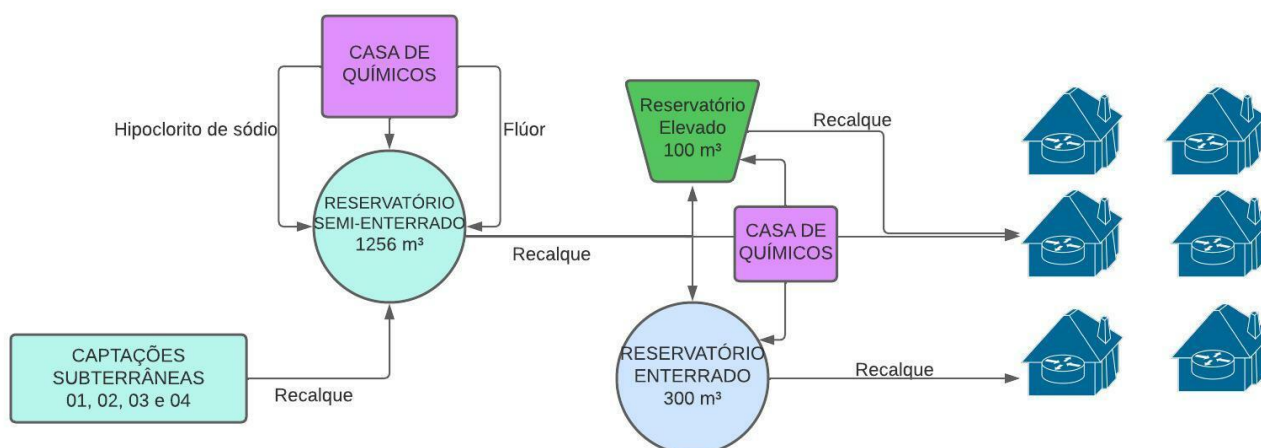 CASA DE
QUÍMICOS
Hipoclorito de sódio
Flúor
RESERVATÓRIO
SEMI-ENTERRADO
1256 m³
CAPTAÇÕES
SUBTERRÂNEAS
01, 02, 03 e 04
Recalque
Recalque
Reservatório
Elevado
100 m³
Recalque
CASA DE
QUÍMICOS
RESERVATÓRIO
ENTERRADO
300 m³
Recalque